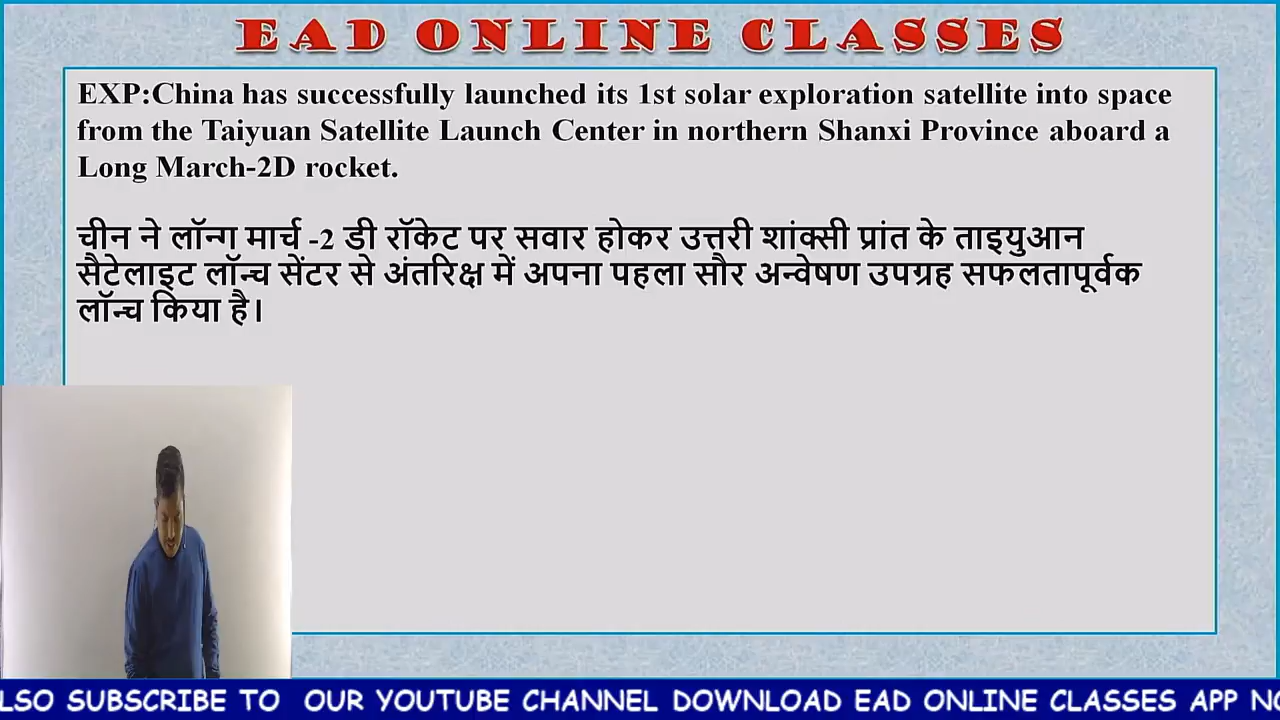 EAD ONLINE CLASSES
EXP:China has successfully launched its 1st solar exploration satellite into space
from the Taiyuan Satellite Launch Center in northern Shanxi Province aboard a
Long March-2D rocket.
चीन ने लॉन्ग मार्च -2 डी रॉकेट पर सवार होकर उत्तरी शांक्सी प्रांत के ताइयुआन
सैटेलाइट लॉन्च सेंटर से अंतरिक्ष में अपना पहला सौर अन्वेषण उपग्रह सफलतापूर्वक
लॉन्च किया है।
LSO SUBSCRIBE TO OUR YOUTUBE CHANNEL DOWNLOAD EAD ONLINE CLASSES APP NO